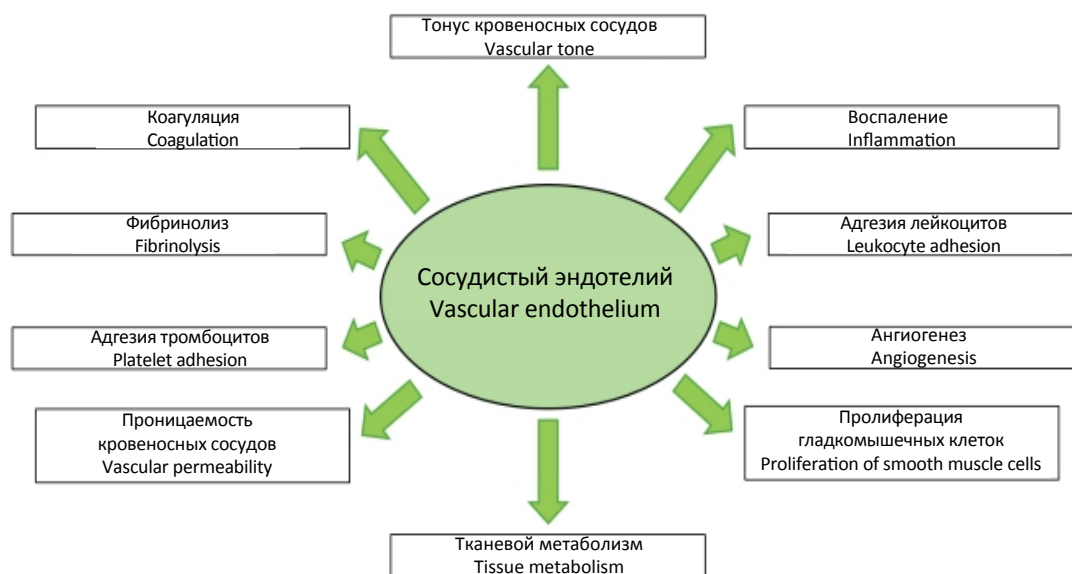 Тонус кровеносных сосудов
Vascular tone
Коагуляция
Coagulation
Воспаление
Inflammation
Фибринолиз
Fibrinolysis
Адгезия лейкоцитов
Leukocyte adhesion
Сосудистый эндотелий
Vascular endothelium
Адгезия тромбоцитов
Platelet adhesion
Ангиогенез
Angiogenesis
Проницаемость
кровеносных сосудов
Vascular permeability
Пролиферация
гладкомышечных клеток
Proliferation of smooth muscle cells
Тканевой метаболизм
Tissue metabolism